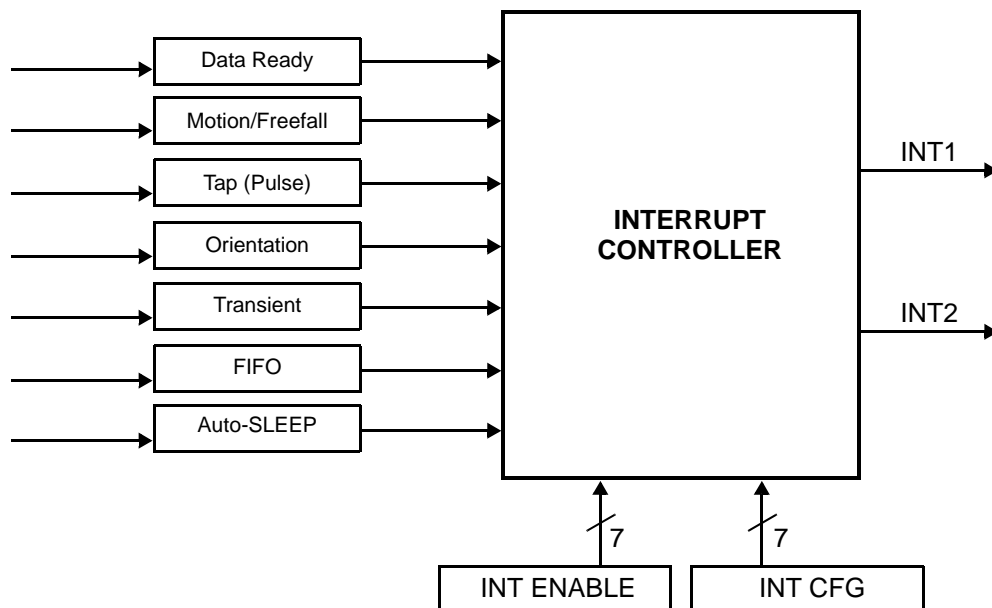 Data Ready
Motion/Freefall
Tap (Pulse)
Orientation
Transient
FIFO
Auto-SLEEP
INTERRUPT
CONTROLLER
INT1
INT2
7
7
INT ENABLE
INT CFG